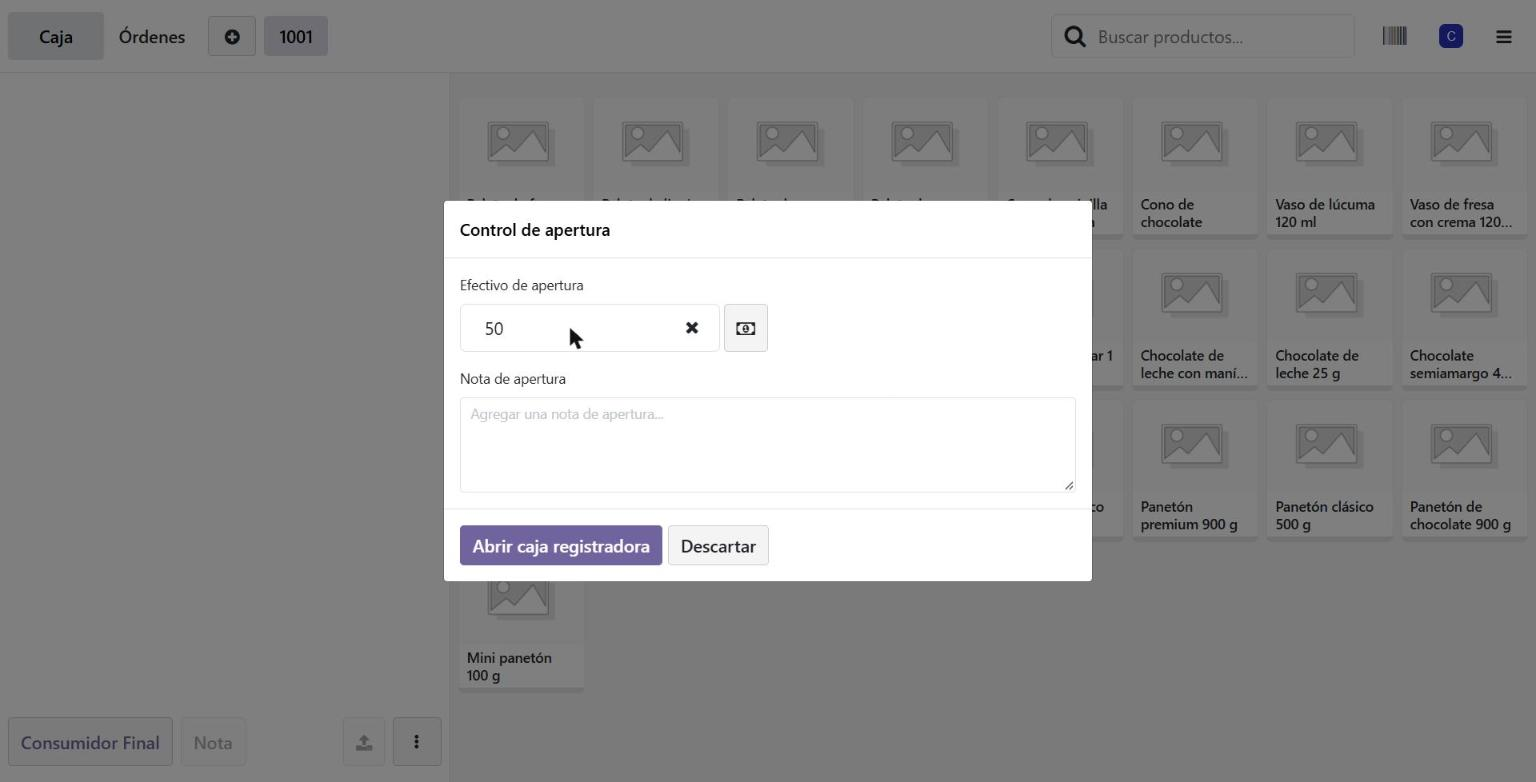 Caja
Órdenes
1001
Buscar productos...
C
Cono de
chocolate
Vaso de lúcuma
120 ml
Vaso de fresa
con crema 120...
Control de apertura
Efectivo de apertura
50
Nota de apertura
Agregar una nota de apertura...
Chocolate de
leche con maní...
Chocolate de
leche 25 g
Chocolate
semiamargo 4...
Panetón
premium 900 g
Panetón clásico
500 g
Panetón de
chocolate 900 g
Abrir caja registradora
Descartar
Mini panetón
100 g
Consumidor Final
Nota